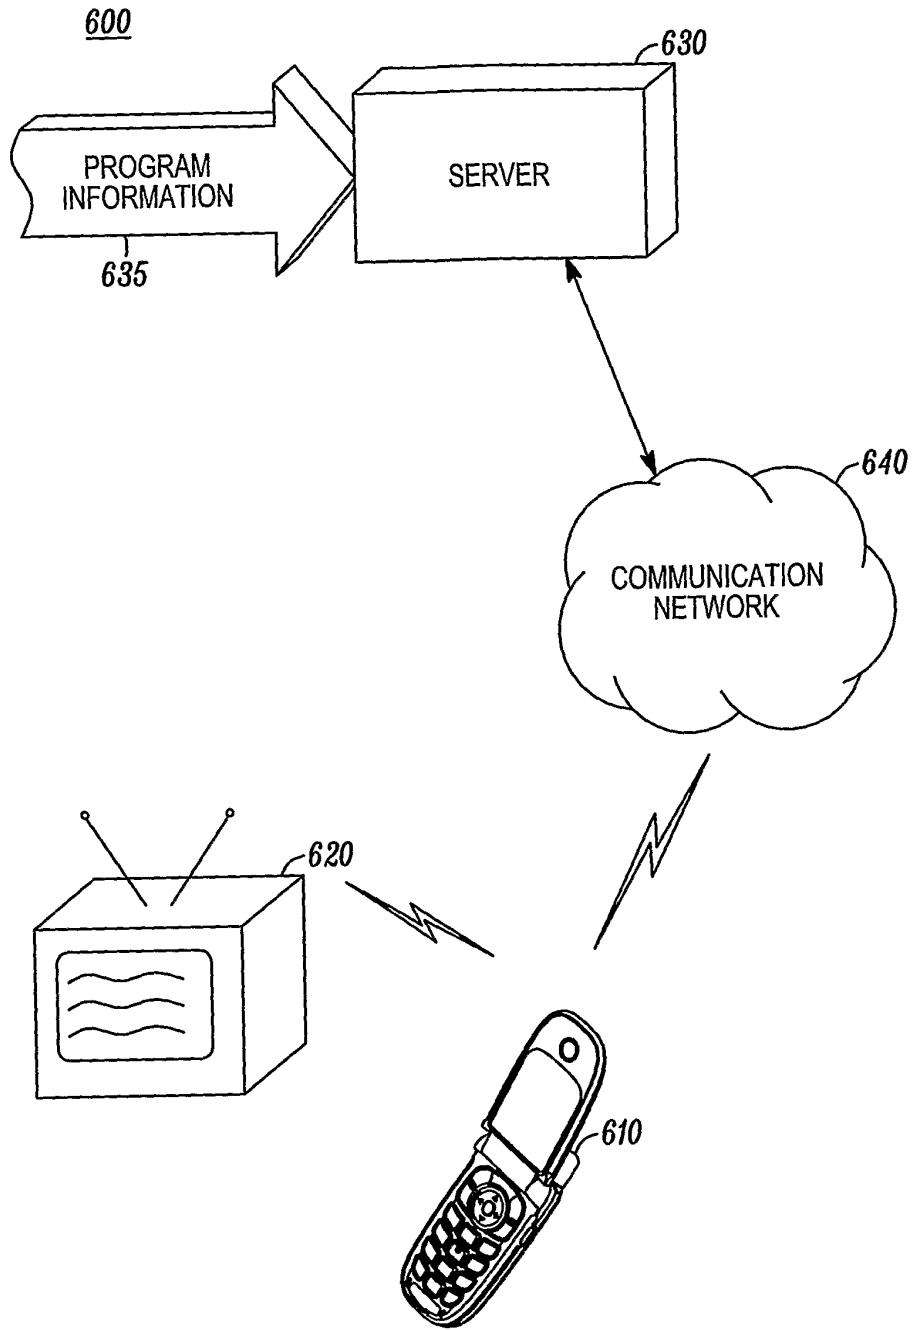 600
630
PROGRAM
INFORMATION
SERVER
635
640
COMMUNICATION
NETWORK
620
610